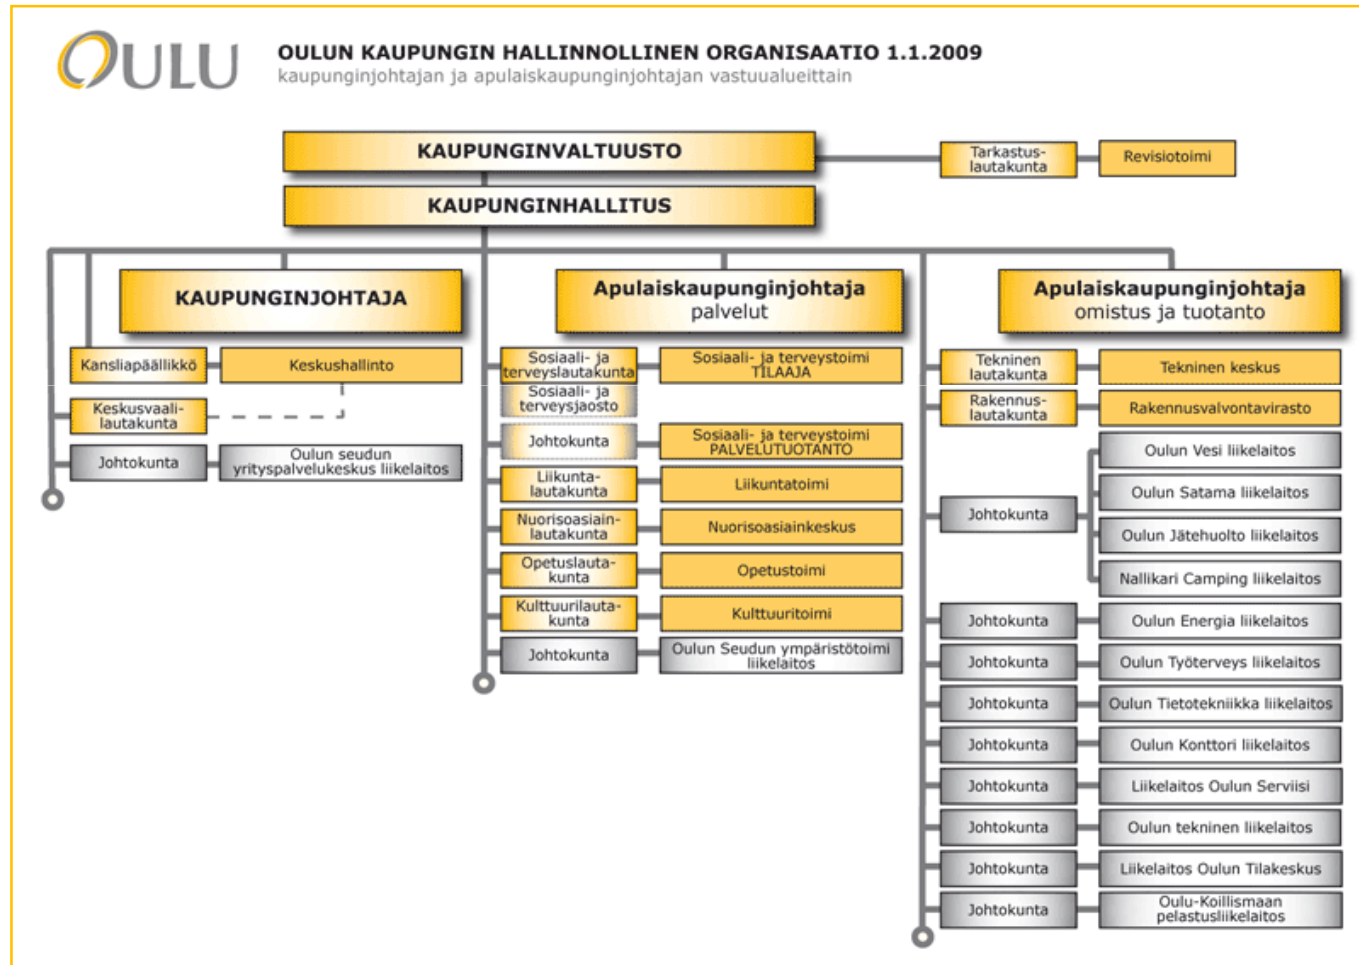 OULU
OULUN KAUPUNGIN HALLINNOLLINEN ORGANISAATIO 1.1.2009
kaupunginjohtajan ja apulaiskaupunginjohtajan vastuualueittain
KAUPUNGINVALTUUSTO
Tarkastus-
lautakunta
Revisiotoimi
KAUPUNGINHALLITUS
KAUPUNGINJOHTAJA
Kansliapäällikkö
Keskushallinto
Keskusvaali-
lautakunta
Johtokunta
Oulun seudun
yrityspalvelukeskus liikelaitos
Apulaiskaupunginjohtaja
palvelut
Sosiaali- ja
terveyslautakunta
Sosiaali- ja terveystoimi
TILAAJA
Sosiaali- ja
terveysjaosto
Johtokunta
Sosiaali- ja terveystoimi
PALVELUTUOTANTO
Liikunta-
lautakunta
Liikuntatoimi
Nuorisoasiain-
lautakunta
Nuorisoasiainkeskus
Opetuslauta-
kunta
Opetustoimi
Kulttuurilauta-
kunta
Kulttuuritoimi
Johtokunta
Oulun Seudun ympäristötoimi
liikelaitos
Apulaiskaupunginjohtaja
omistus ja tuotanto
Tekninen
lautakunta
Tekninen keskus
Rakennus-
lautakunta
Rakennusvalvontavirasto
Johtokunta
Oulun Vesi liikelaitos
Oulun Satama liikelaitos
Oulun Jätehuolto liikelaitos
Nallikari Camping liikelaitos
Johtokunta
Oulun Energia liikelaitos
Johtokunta
Oulun Työterveys liikelaitos
Johtokunta
Oulun Tietotekniikka liikelaitos
Johtokunta
Oulun Konttori liikelaitos
Johtokunta
Liikelaitos Oulun Serviisi
Johtokunta
Oulun tekninen liikelaitos
Johtokunta
Liikelaitos Oulun Tilakeskus
Johtokunta
Oulu-Koillismaan
pelastusliikelaitos